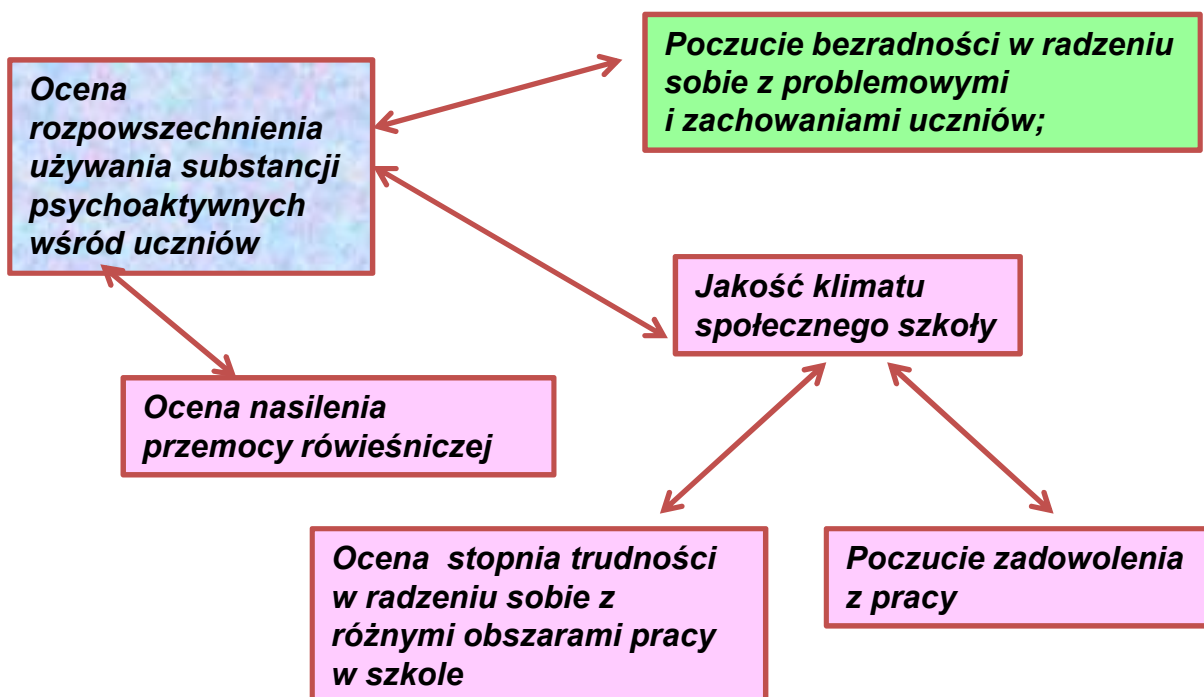 Ocena
rozpowszechnienia
używania substancji
psychoaktywnych
wśród uczniów
Poczucie bezradności w radzeniu
sobie z problemowymi
i zachowaniami uczniów;
Jakość klimatu
społecznego szkoły
Ocena nasilenia
przemocy rówieśniczej
Ocena  stopnia trudności
w radzeniu sobie z
różnymi obszarami pracy
w szkole
Poczucie zadowolenia
z pracy